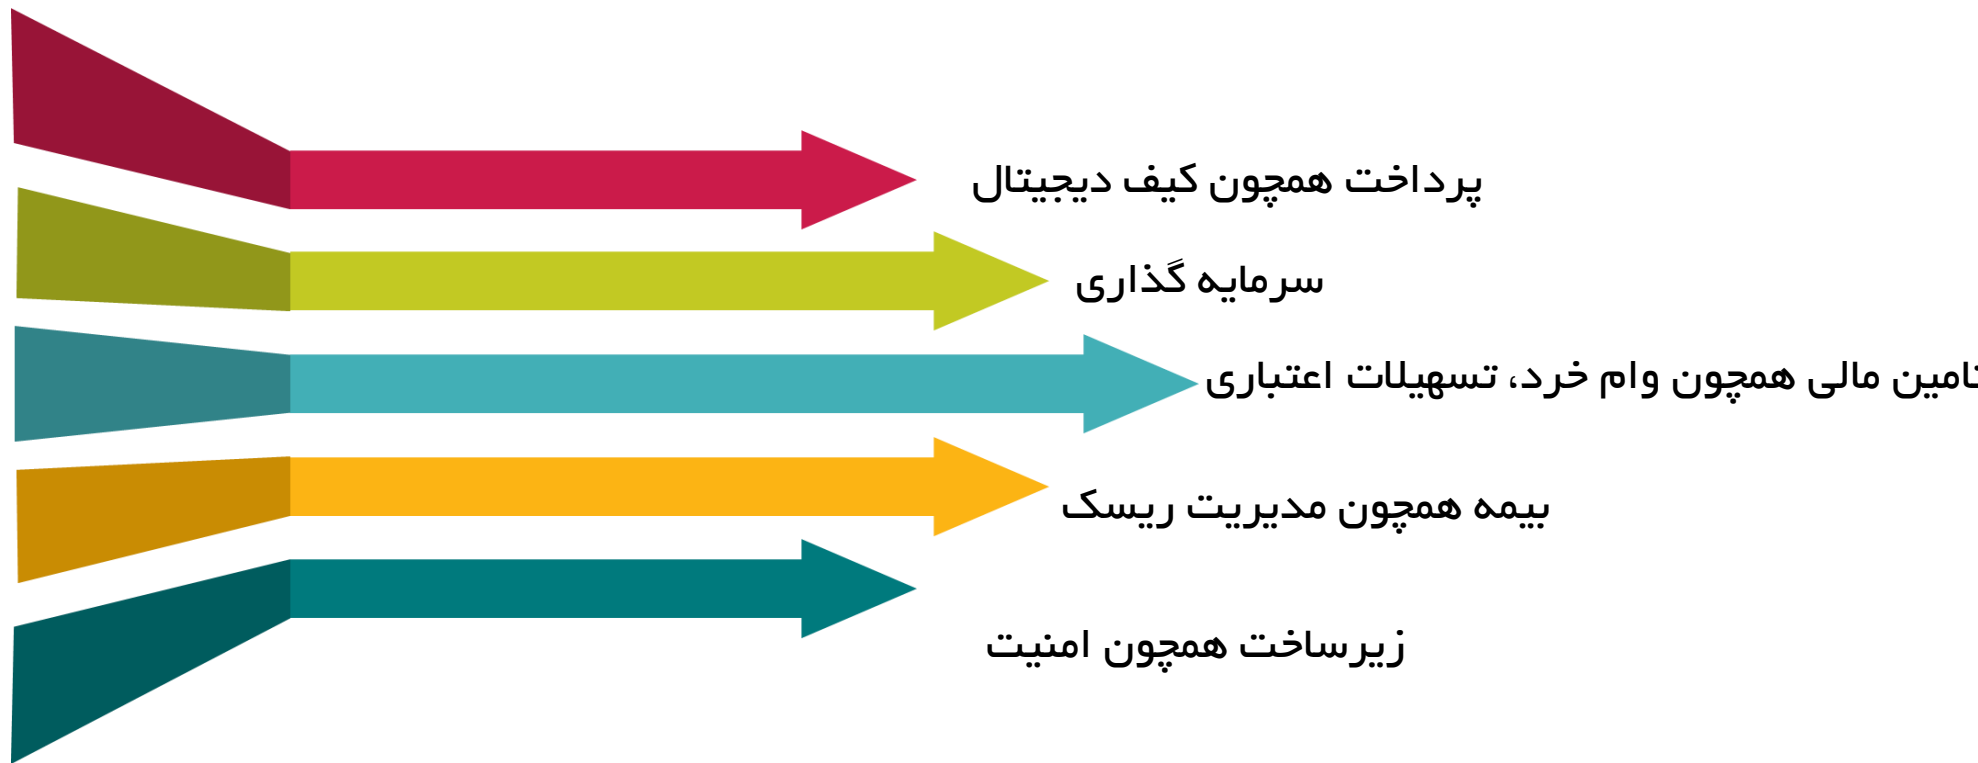 پرداخت همچون کیف دیجیتال
سرمایه گذاری
تامین مالی همچون وام خرد، تسهیلات اعتباری
بیمه همچون مدیریت ریسک
زیرساخت همچون امنیت